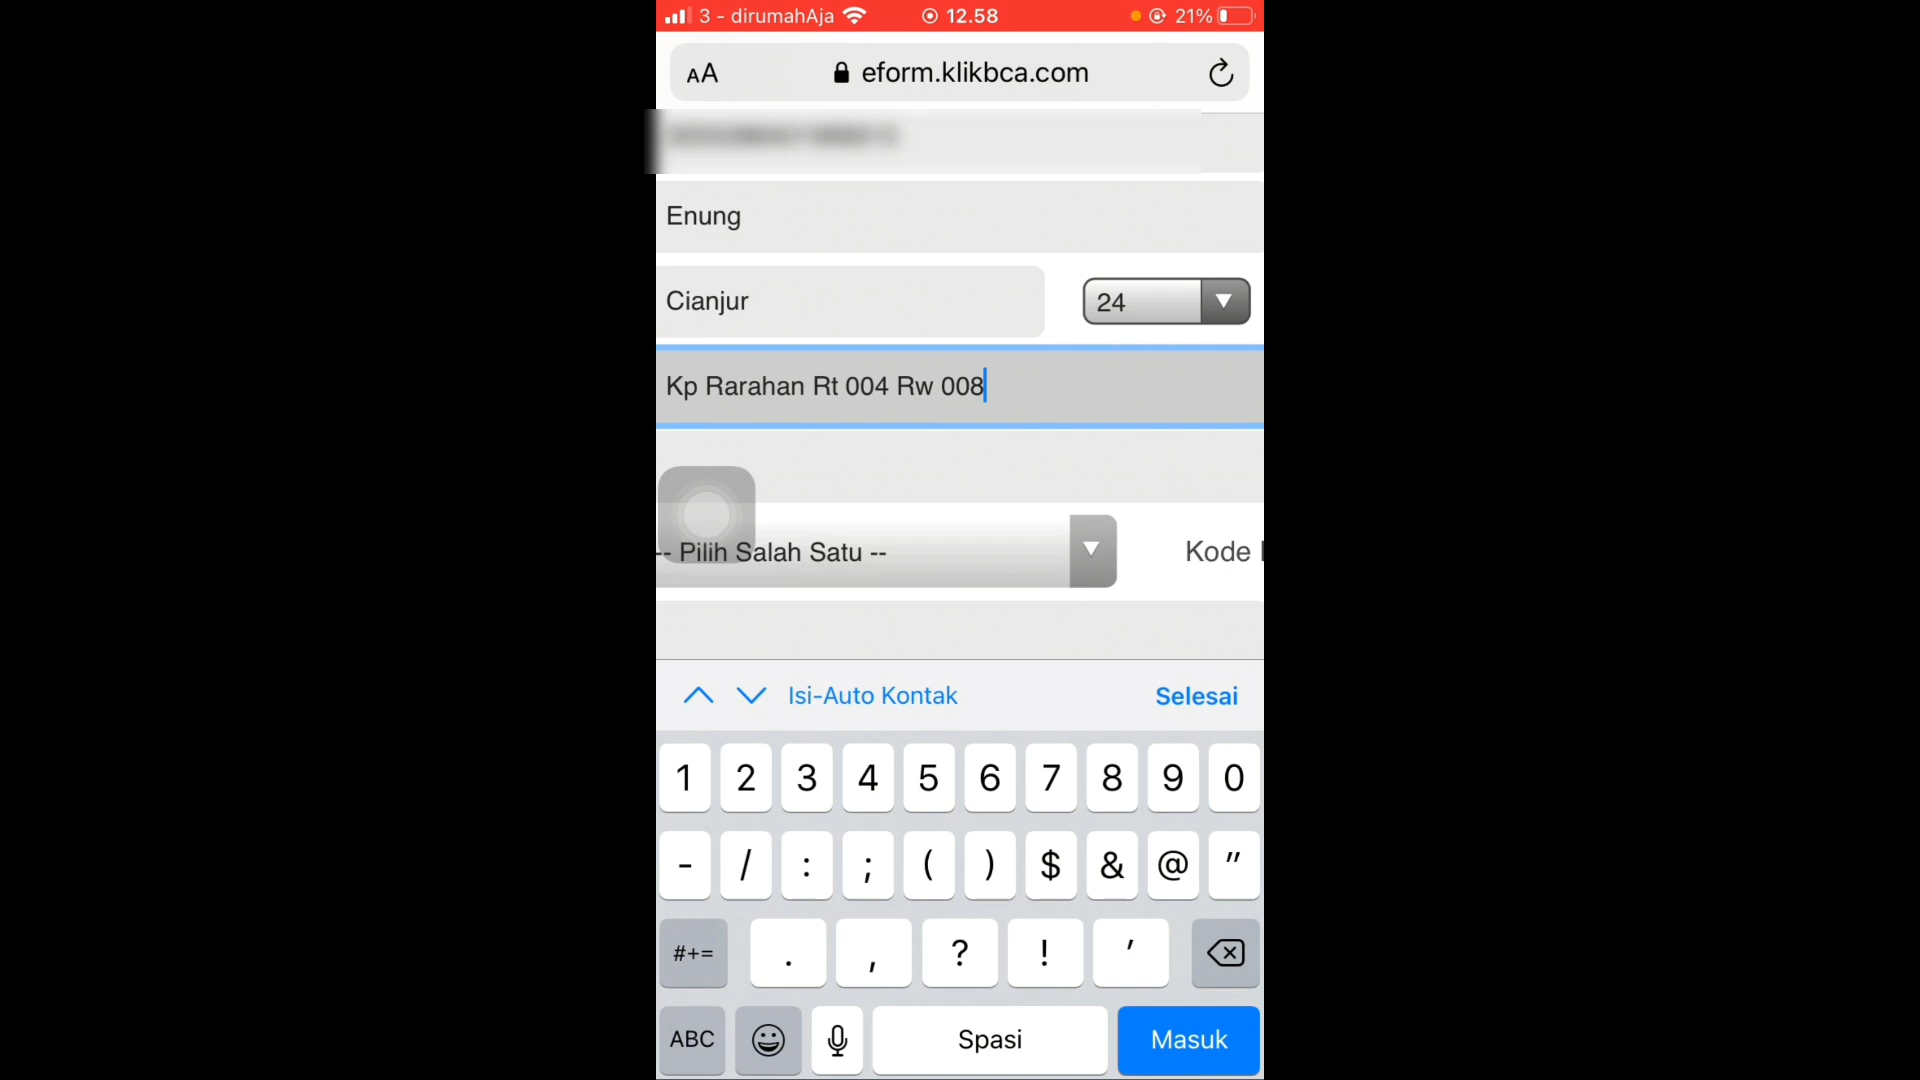 3 - dirumahAja 12.58 21%
AA eform.klikbca.com
Enung
Cianjur 24
Kp Rarahan Rt 004 Rw 008
-- Pilih Salah Satu -- Kode
Isi-Auto Kontak Selesai
1 2 3 4 5 6 7 8 9 0
- / : ; ( ) $ & @ "
#+= . , ? ! '
ABC Spasi Masuk